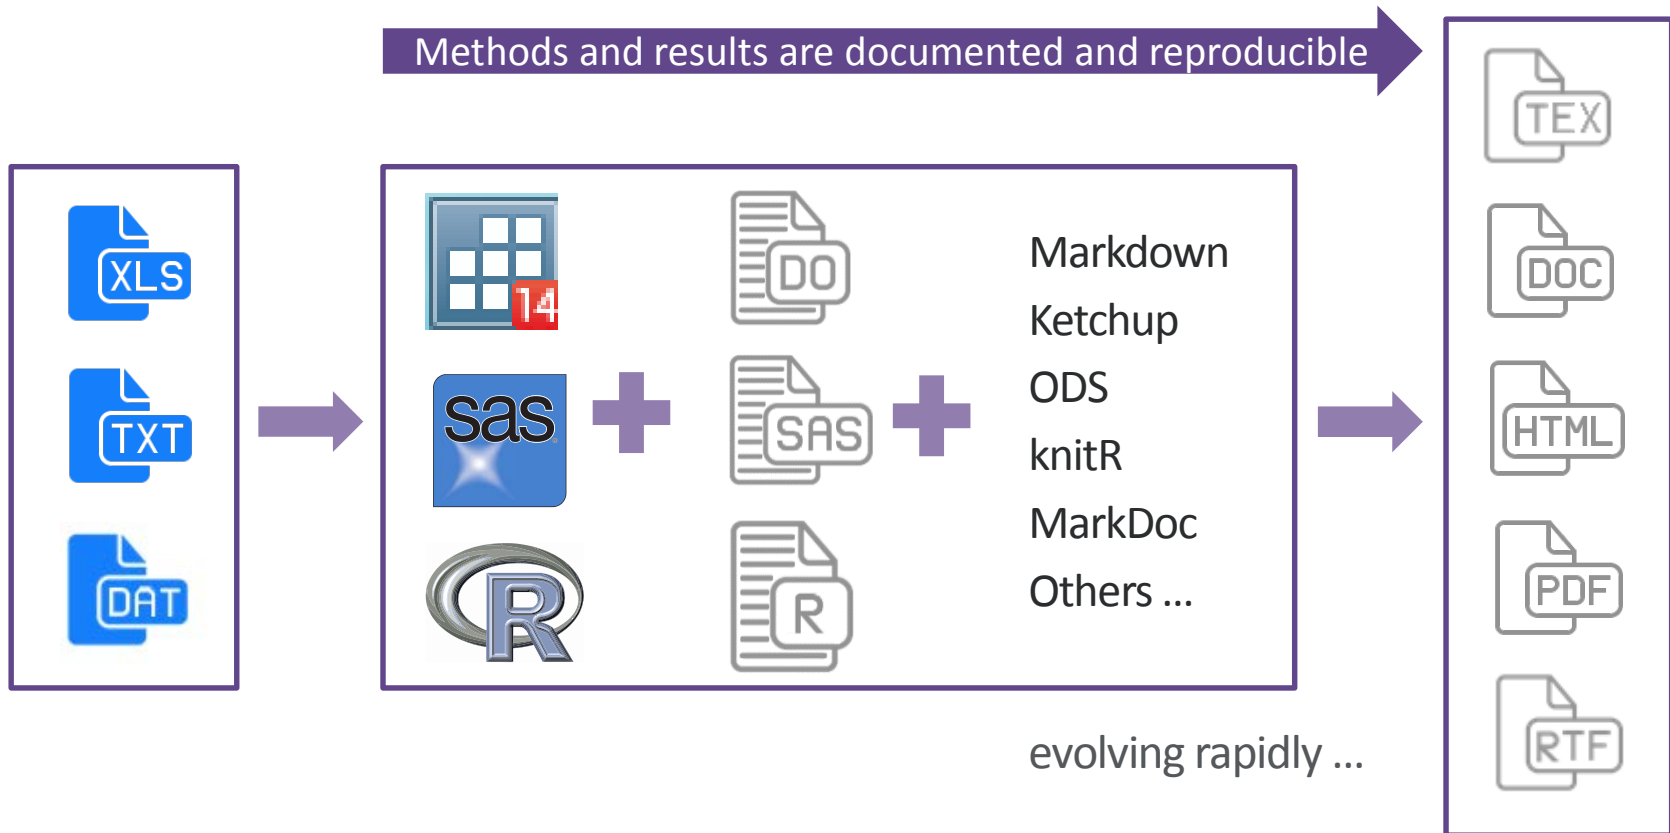 Methods and results are documented and reproducible
XLS
TXT
DAT
14
sas
R
DO
SAS
R
Markdown
Ketchup
ODS
knitR
MarkDoc
Others ...
evolving rapidly ...
TEX
DOC
HTML
PDF
RTF